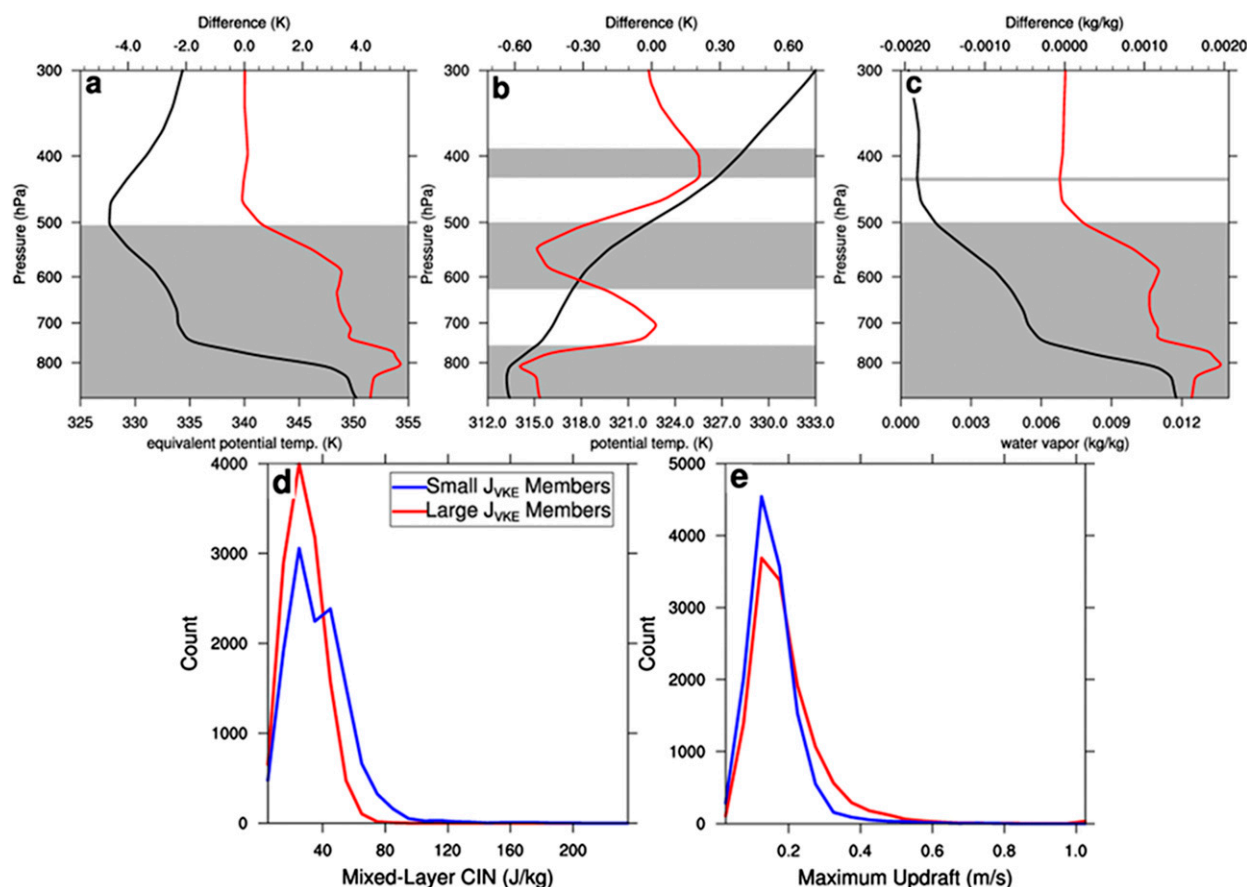 Difference (K)
-4.0 -2.0 0.0 2.0 4.0
a
Pressure (hPa)
300
400
500
600
700
800
325 330 335 340 345 350 355
equivalent potential temp. (K)
Difference (K)
-0.60 -0.30 0.00 0.30 0.60
b
Pressure (hPa)
300
400
500
600
700
800
312.0 315.0 318.0 321.0 324.0 327.0 330.0 333.0
potential temp. (K)
Difference (kg/kg)
-0.0020 -0.0010 0.0000 0.0010 0.0020
c
Pressure (hPa)
300
400
500
600
700
800
0.000 0.003 0.006 0.009 0.012
water vapor (kg/kg)
d
Small JVKE Members
Large JVKE Members
Count
4000
3000
2000
1000
0
40 80 120 160 200
Mixed-Layer CIN (J/kg)
e
Count
5000
4000
3000
2000
1000
0
0.2 0.4 0.6 0.8 1.0
Maximum Updraft (m/s)